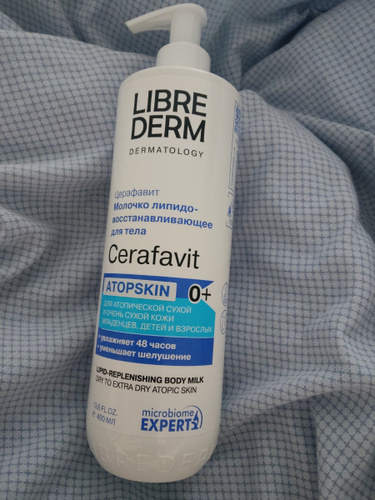 LIBRE
DERM
DERMATOLOGY
Церафавит
Молочко липидо-
восстанавливающее
для тела
Cerafavit
ATOPSKIN 0+
ДЛЯ АТОПИЧЕСКОЙ СУХОЙ
И ОЧЕНЬ СУХОЙ КОЖИ
МЛАДЕНЦЕВ, ДЕТЕЙ И ВЗРОСЛЫХ
увлажняет 48 часов
уменьшает шелушение
LIPID-REPLENISHING BODY MILK
DRY TO EXTRA DRY ATOPIC SKIN
FL OZ.
400 МЛ
microbiome
EXPERT